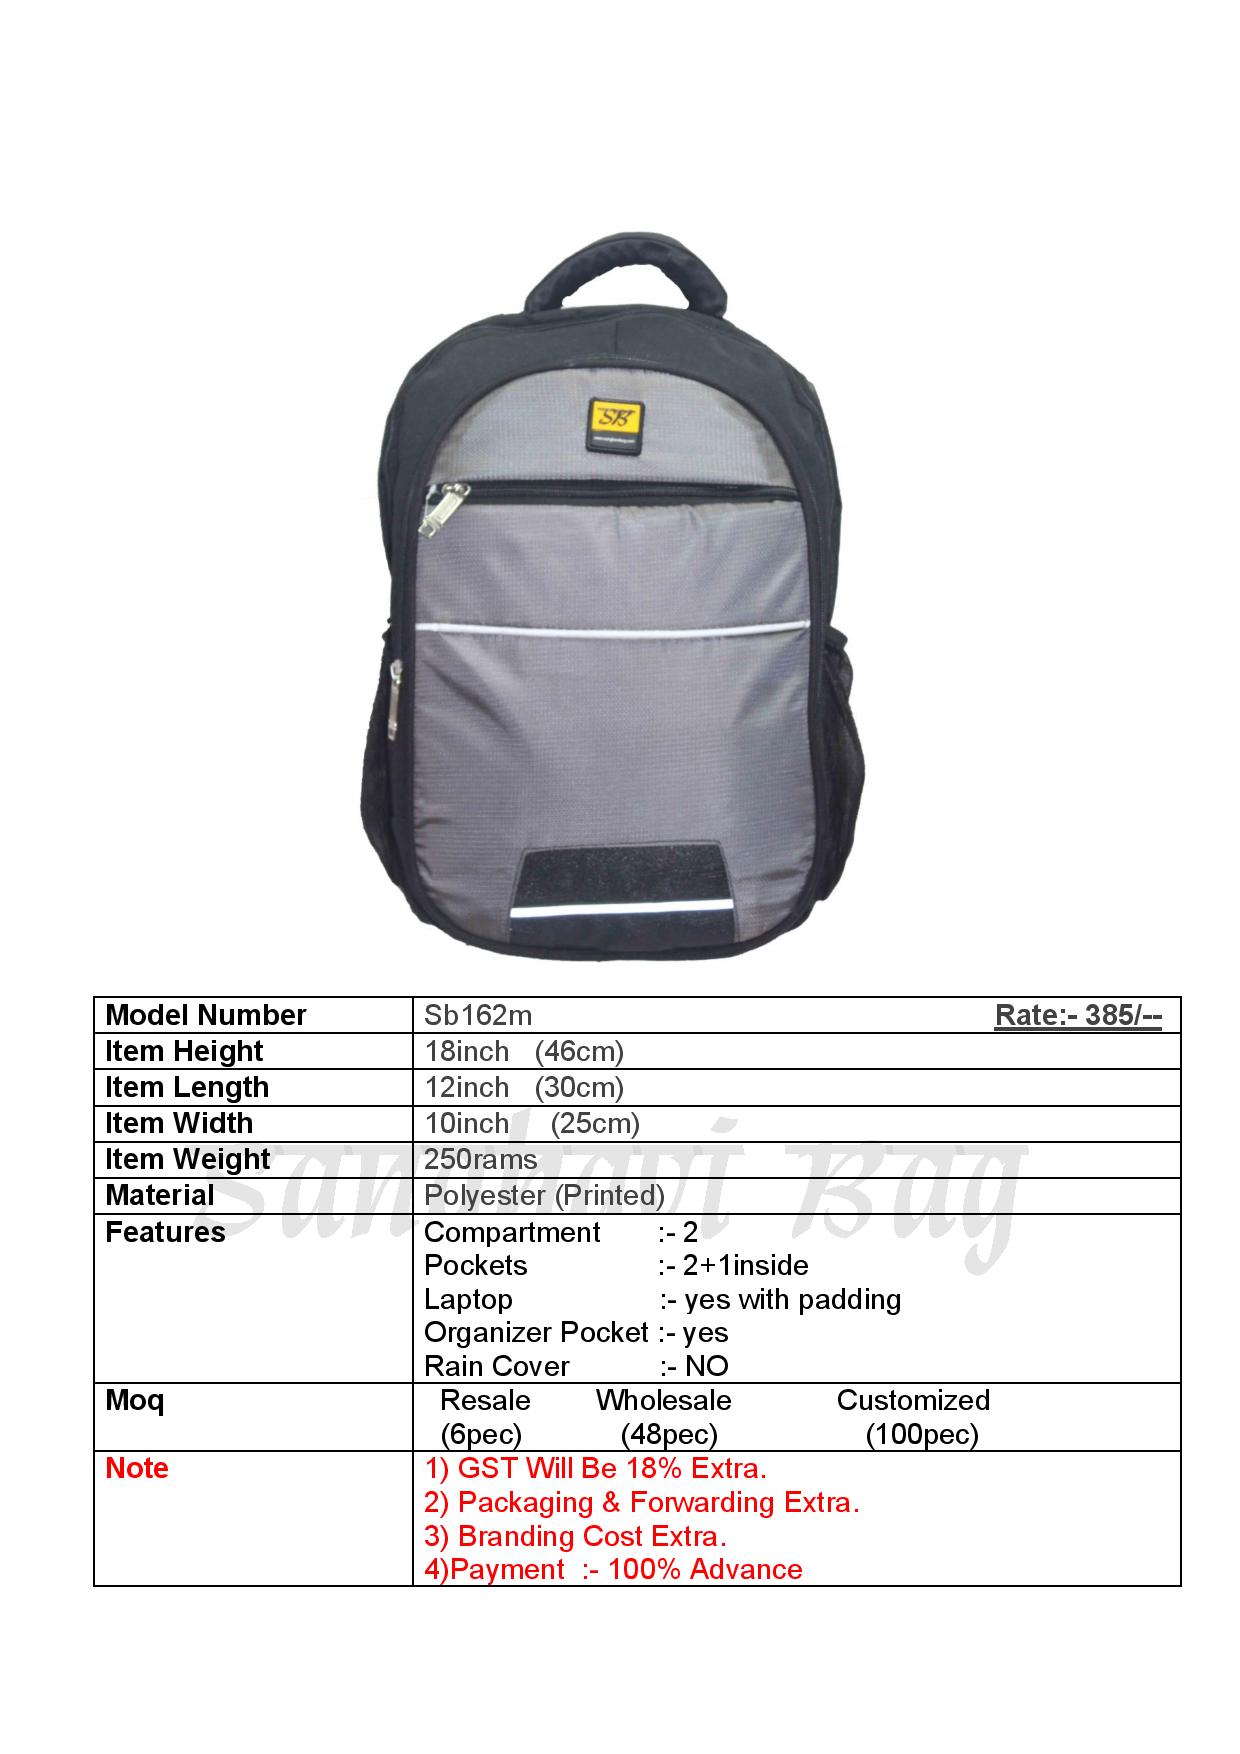 SB
Model Number Sb162m Rate:- 385/--
Item Height 18inch (46cm)
Item Length 12inch (30cm)
Item Width 10inch (25cm)
Item Weight 250rams
Material Polyester (Printed)
Features Compartment :- 2
Pockets :- 2+1inside
Laptop :- yes with padding
Organizer Pocket :- yes
Rain Cover :- NO
Moq Resale Wholesale Customized
(6pec) (48pec) (100pec)
Note 1) GST Will Be 18% Extra.
2) Packaging & Forwarding Extra.
3) Branding Cost Extra.
4)Payment :- 100% Advance